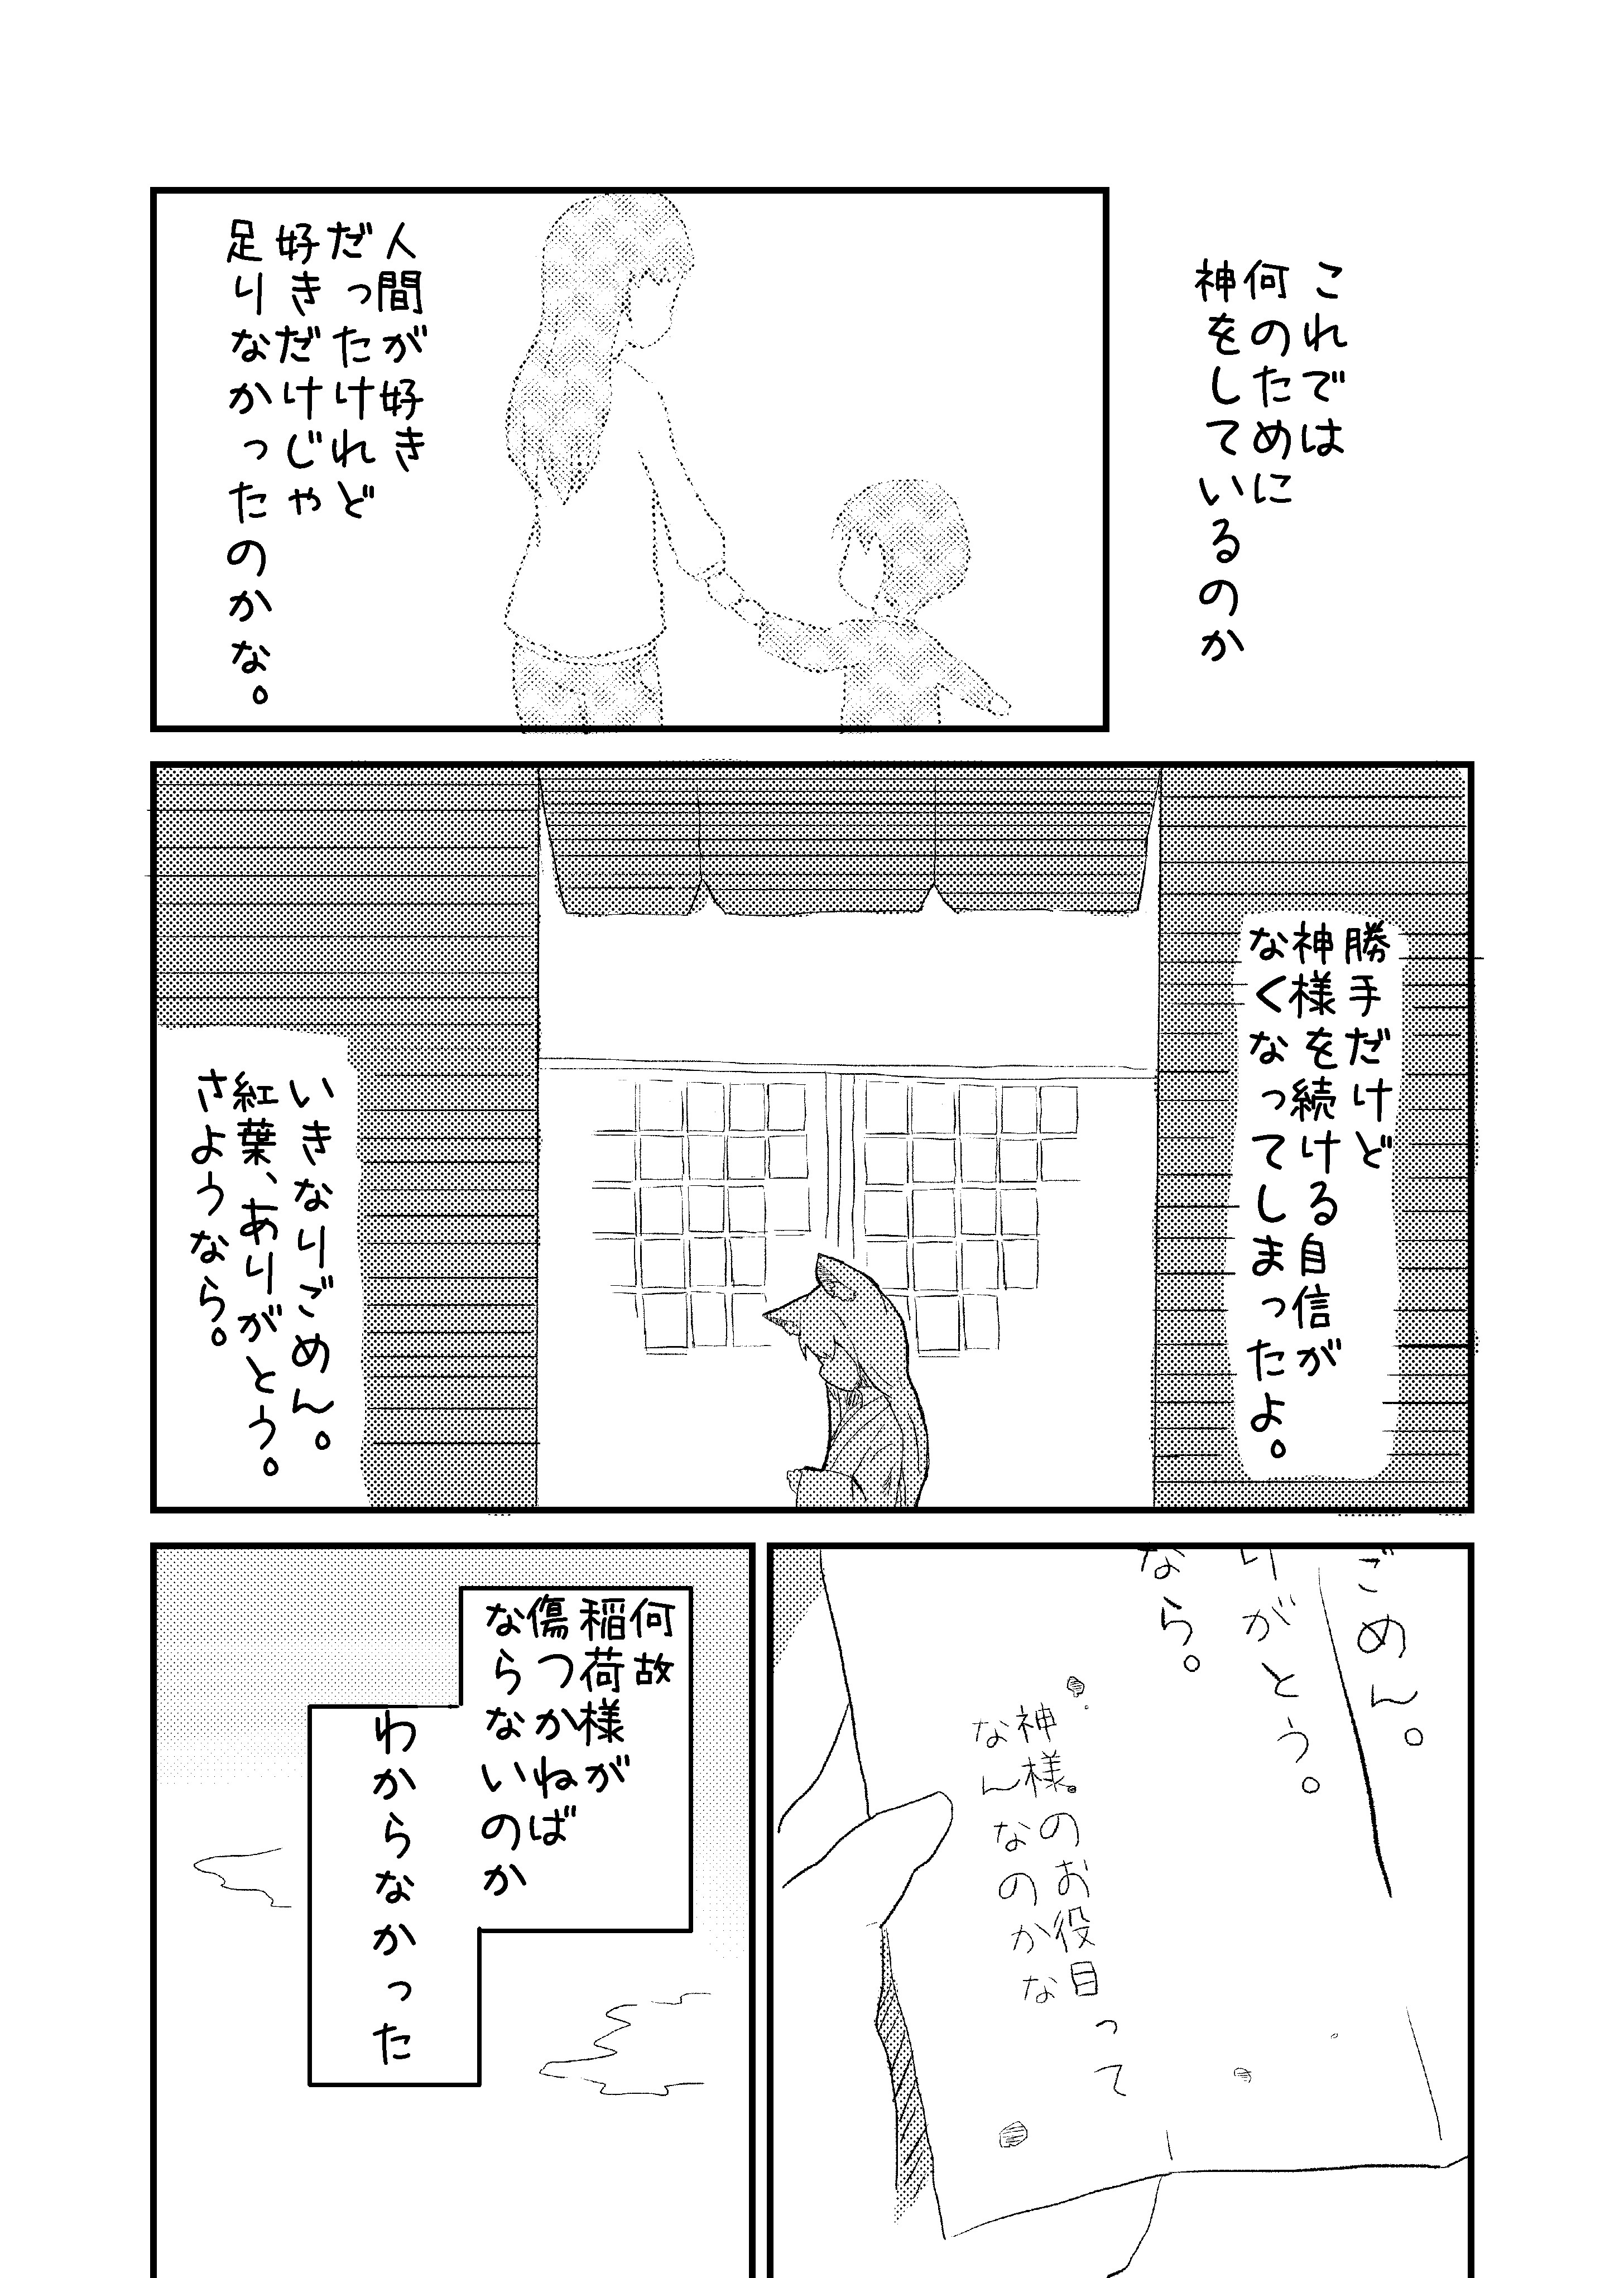 これでは
何のために
神をしているのか
人間が好き
だったけれど
好きだけじゃ
足りなかったのかな。
勝手だけど
神様を続ける自信が
なくなってしまったよ。
いきなりごめん。
紅葉、ありがとう。
さようなら。
ごめん。
りがとう。
なら。
神様のお役目って
なんなのかな
何故
稲荷様が
傷つかねば
ならないのか
わからなかった